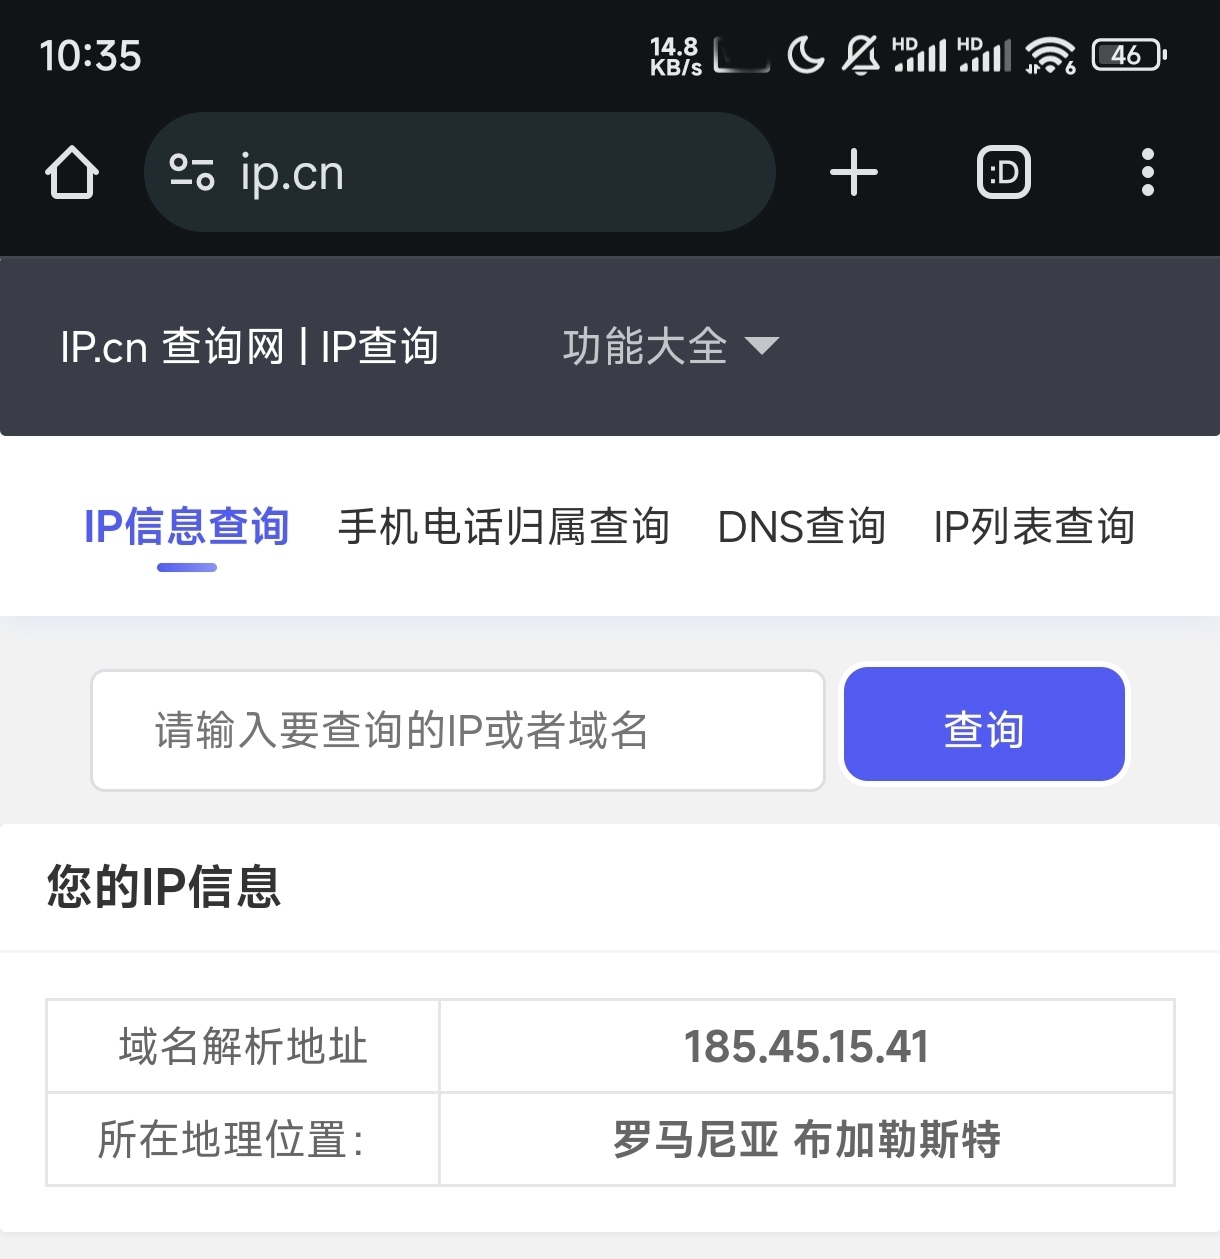 10:35
14.8
KB/s
HD
HD
6
46
ip.cn
:D
IP.cn 查询网 | IP查询 功能大全
IP信息查询 手机电话归属查询 DNS查询 IP列表查询
请输入要查询的IP或者域名 查询
您的IP信息
域名解析地址 185.45.15.41
所在地理位置： 罗马尼亚 布加勒斯特